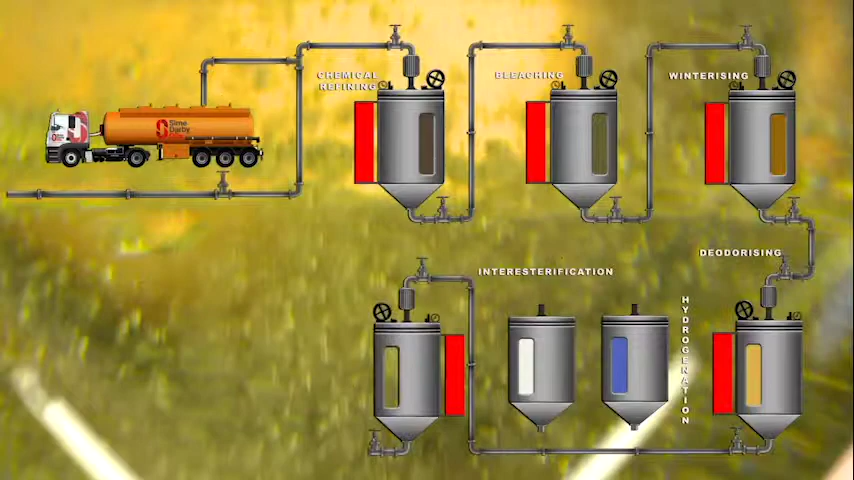 CHEMICAL
REFINING
BLEACHING
WINTERISING
Sime
Darby
DEODORISING
INTERESTERIFICATION
HYDROGENATION